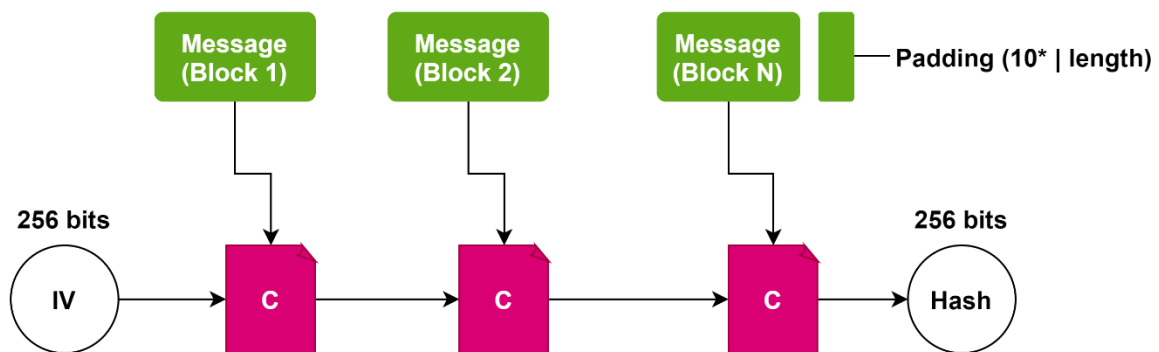 Message
(Block 1)
Message
(Block 2)
Message
(Block N)
Padding (10* | length)
256 bits
256 bits
IV
C
C
C
Hash